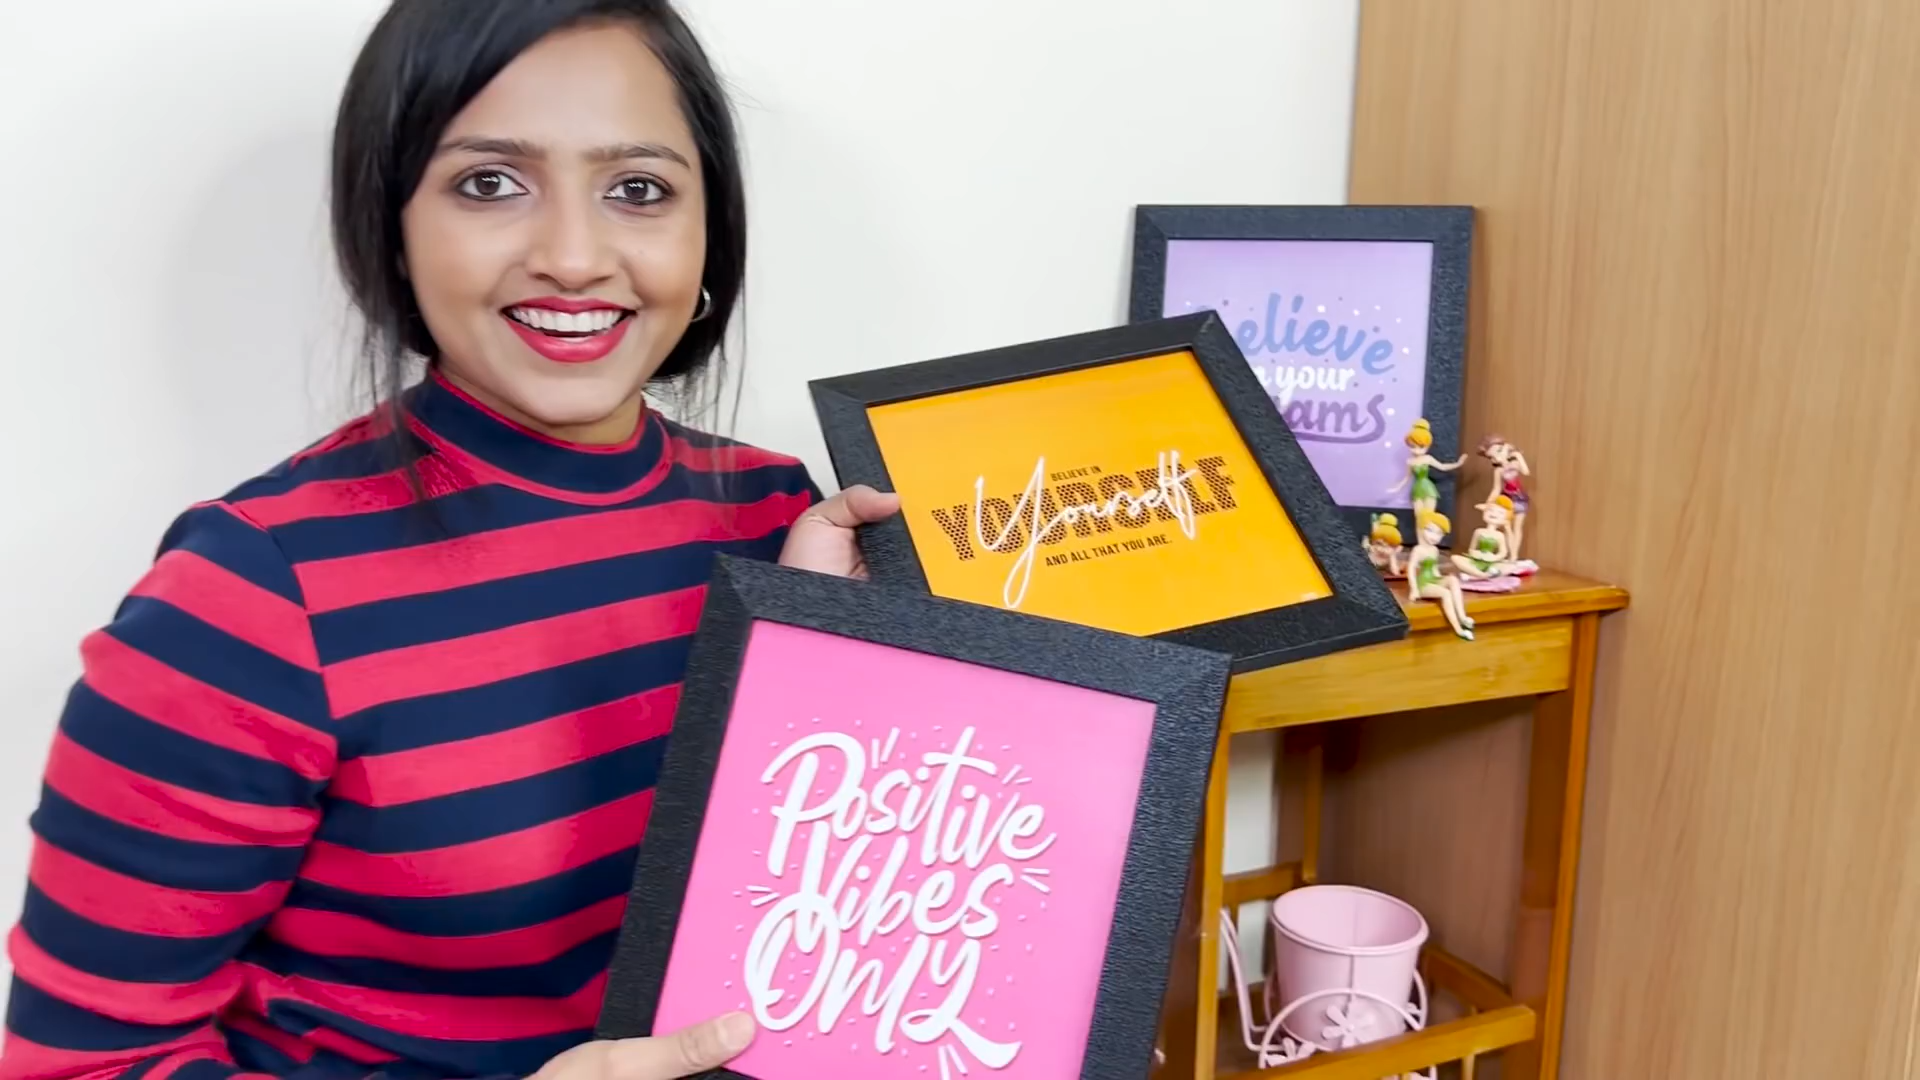 elieve
your
ams
BELIEVE IN
YOURSELF
Yourself
AND ALL THAT YOU ARE.
Positive
Vibes
Only